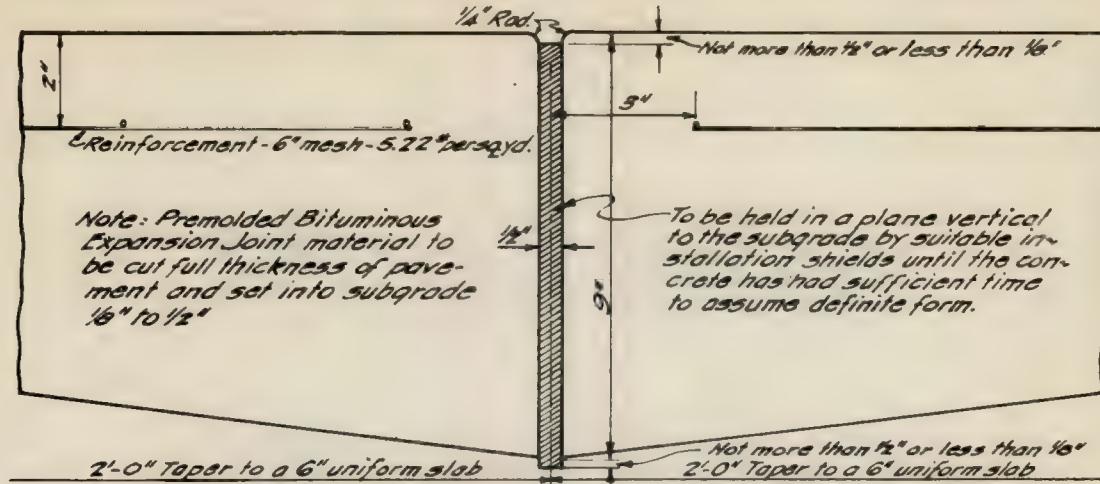 1/4" Rad.
Not more than 1/2" or less than 1/8"
2"
3"
Reinforcement - 6" mesh - 5.22# per sq.yd.
Note: Premolded Bituminous
Expansion Joint material to
be cut full thickness of pave-
ment and set into subgrade
1/8" to 1/2"
1/2"
9"
To be held in a plane vertical
to the subgrade by suitable in-
stallation shields until the con-
crete has had sufficient time
to assume definite form.
Not more than 1/2" or less than 1/8"
2'-0" Taper to a 6" uniform slab
2'-0" Taper to a 6" uniform slab